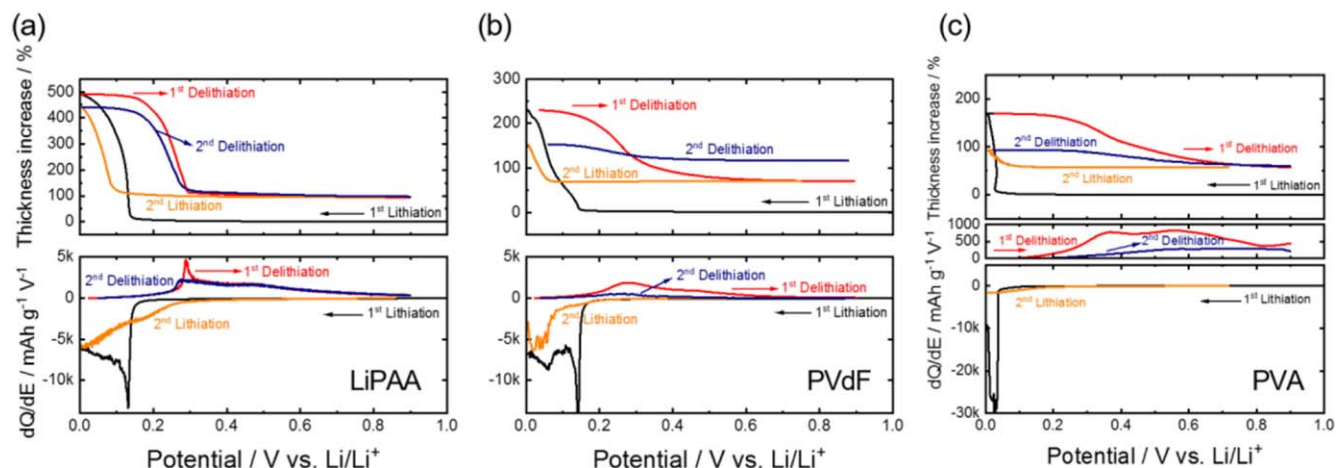 (a)
Thickness increase / %
500
400
300
200
100
0
1st Delithiation
2nd Delithiation
2nd Lithiation
1st Lithiation
dQ/dE / mAh g-1 V-1
5k
0
-5k
-10k
2nd Delithiation
1st Delithiation
2nd Lithiation
1st Lithiation
LiPAA
0.0 0.2 0.4 0.6 0.8 1.0
Potential / V vs. Li/Li+
(b)
300
200
100
0
1st Delithiation
2nd Delithiation
2nd Lithiation
1st Lithiation
5k
0
-5k
-10k
2nd Delithiation
1st Delithiation
2nd Lithiation
1st Lithiation
PVdF
0.0 0.2 0.4 0.6 0.8 1.0
Potential / V vs. Li/Li+
(c)
Thickness increase / %
200
100
0
2nd Delithiation
1st Delithiation
2nd Lithiation
1st Lithiation
dQ/dE / mAh g-1 V-1
1000
500
0
1st Delithiation
2nd Delithiation
0
-10k
-20k
-30k
2nd Lithiation
1st Lithiation
PVA
0.0 0.2 0.4 0.6 0.8 1.0
Potential / V vs. Li/Li+